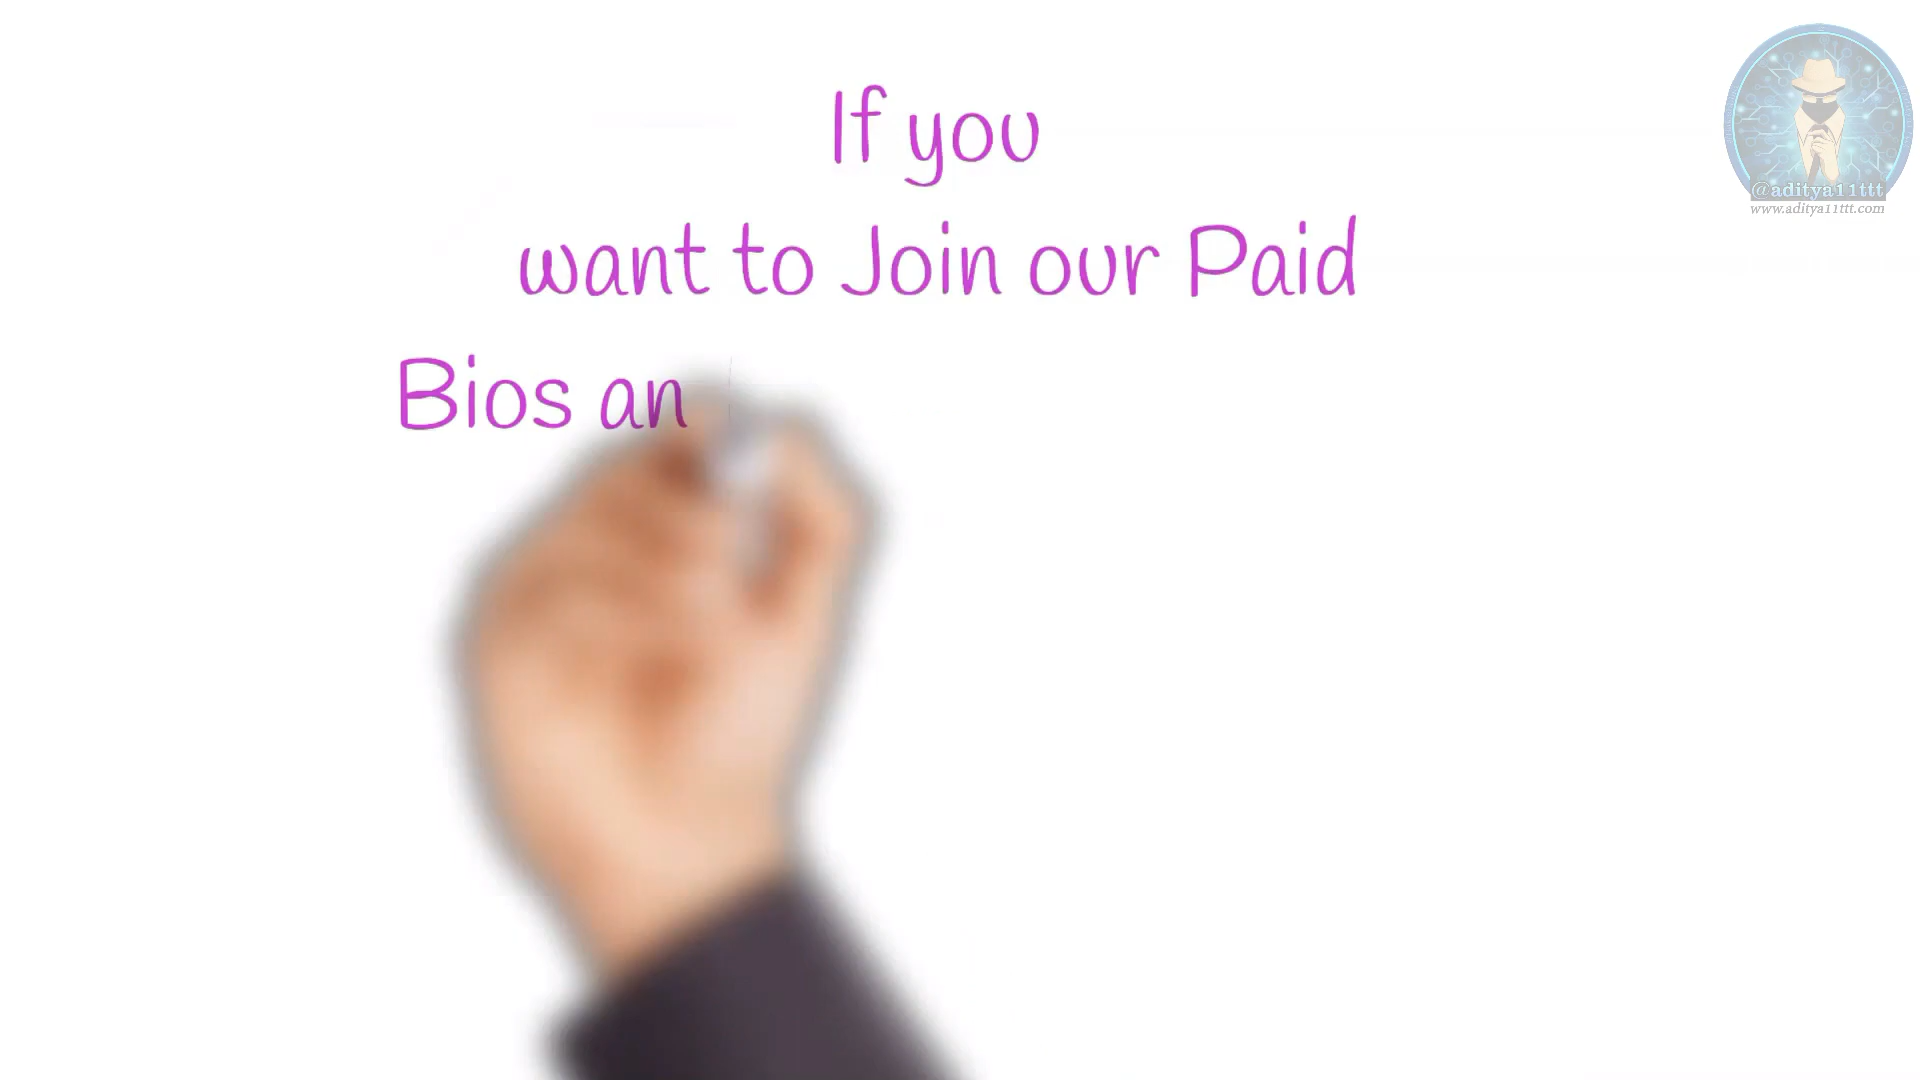 If you
want to Join our Paid
Bios an
@aditya11ttt
www.aditya11ttt.com